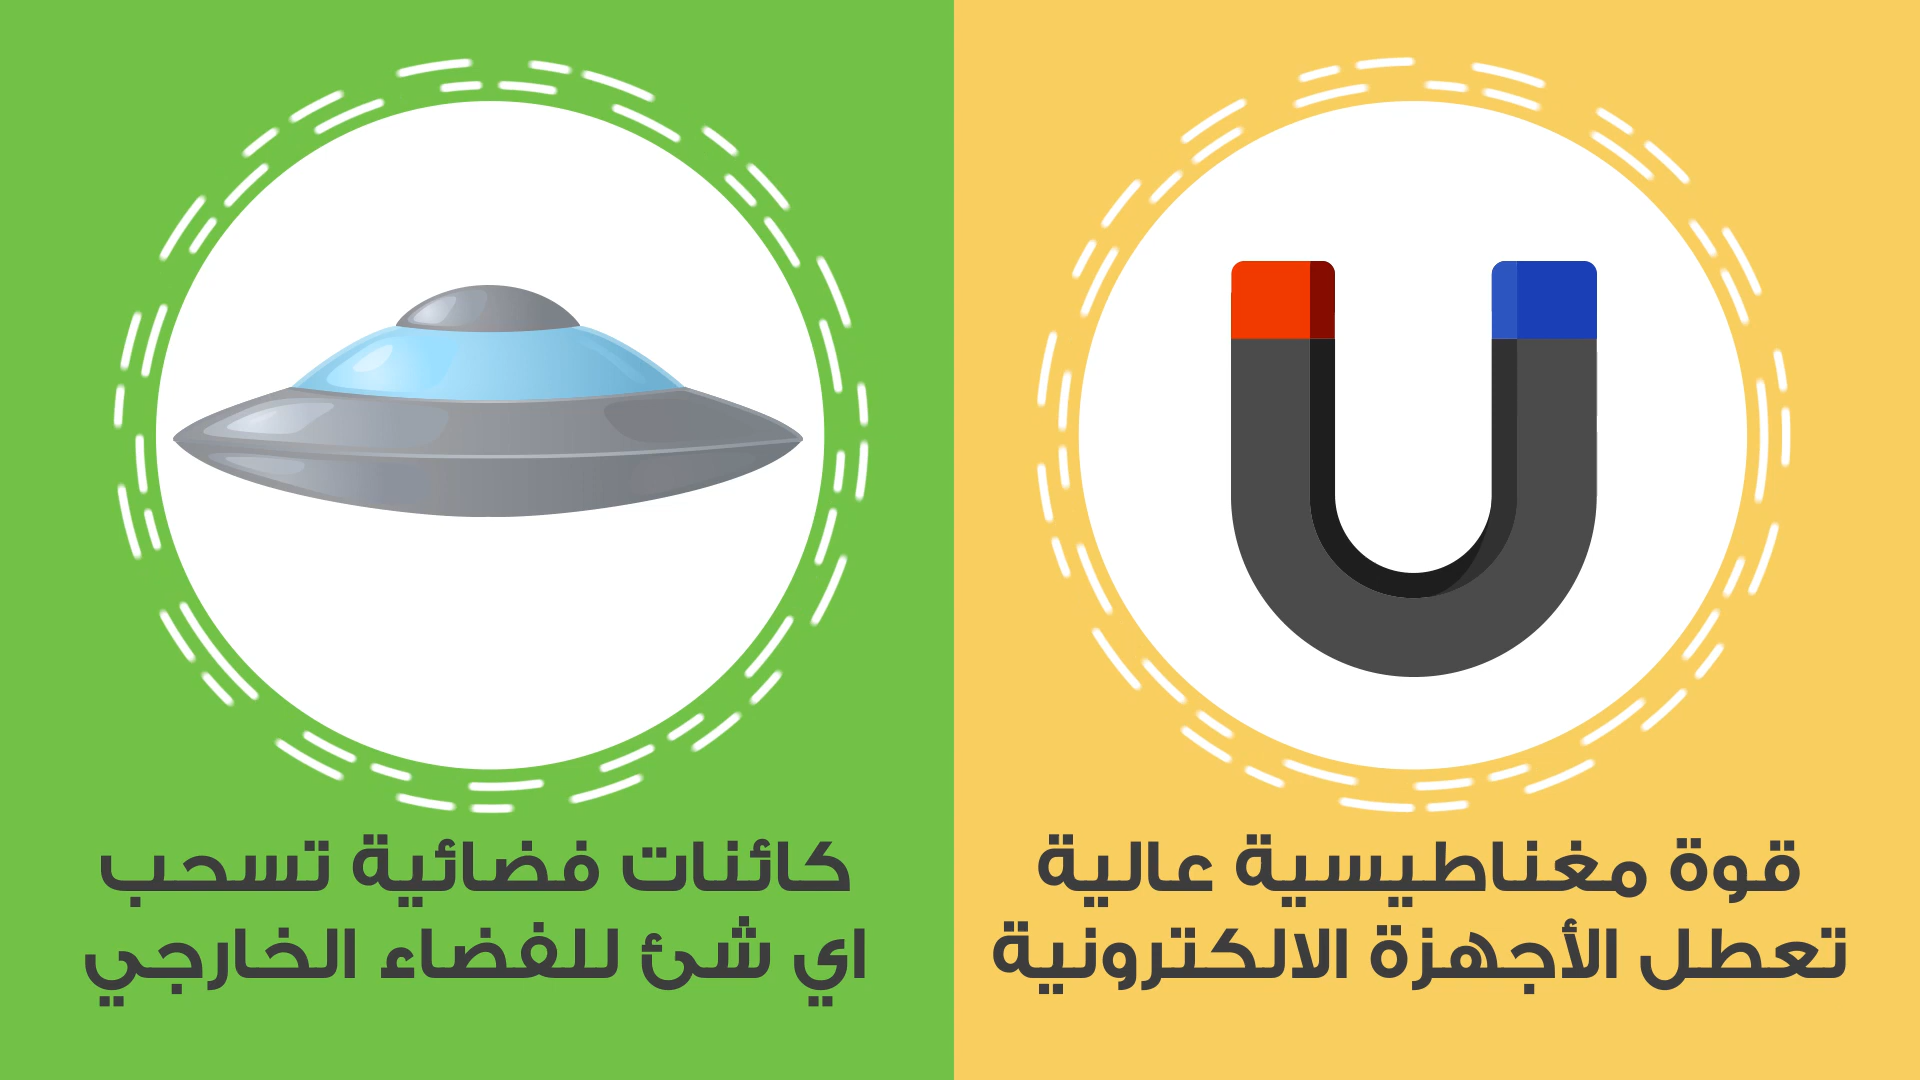 قوة مغناطيسية عالية
تعطل الأجهزة الالكترونية
كائنات فضائية تسحب
اي شئ للفضاء الخارجي